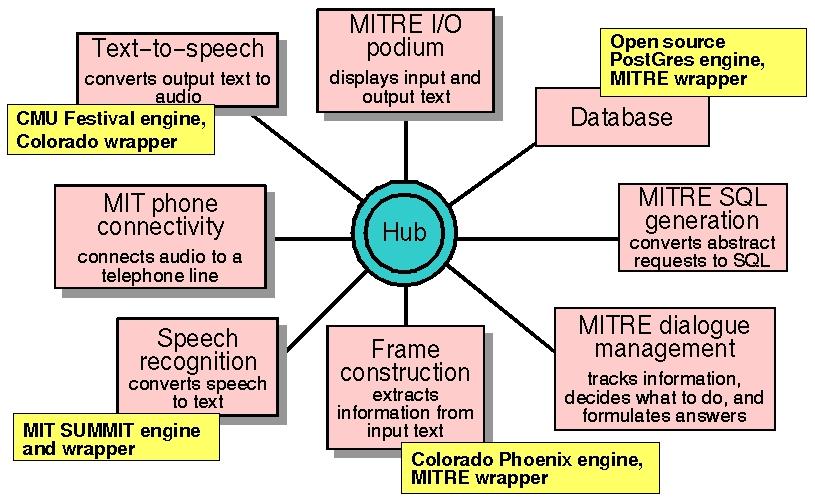 Text-to-speech
converts output text to
audio
CMU Festival engine,
Colorado wrapper
MITRE I/O
podium
displays input and
output text
Open source
PostGres engine,
MITRE wrapper
Database
MIT phone
connectivity
connects audio to a
telephone line
Hub
MITRE SQL
generation
converts abstract
requests to SQL
Speech
recognition
converts speech
to text
MIT SUMMIT engine
and wrapper
Frame
construction
extracts
information from
input text
Colorado Phoenix engine,
MITRE wrapper
MITRE dialogue
management
tracks information,
decides what to do, and
formulates answers